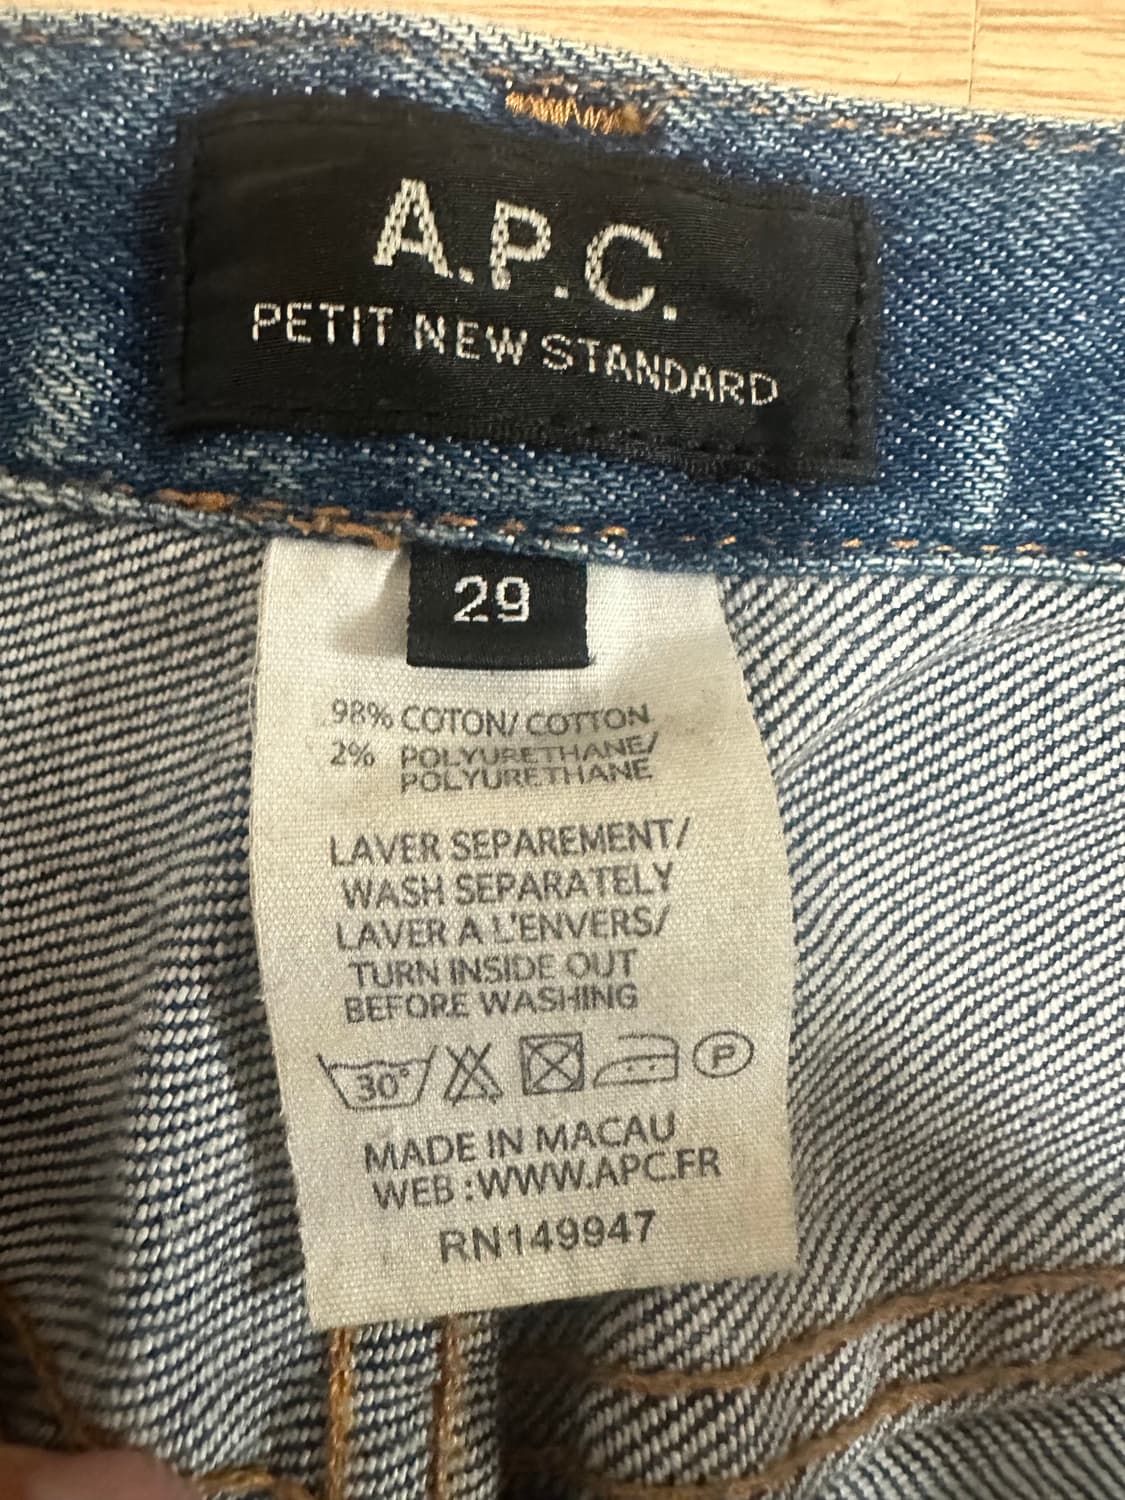 A.P.C.
PETIT NEW STANDARD
29
98% COTON/ COTTON
2% POLYURETHANE/
POLYURETHANE
LAVER SEPAREMENT/
WASH SEPARATELY
LAVER A L'ENVERS/
TURN INSIDE OUT
BEFORE WASHING
30° P
MADE IN MACAU
WEB :WWW.APC.FR
RN149947